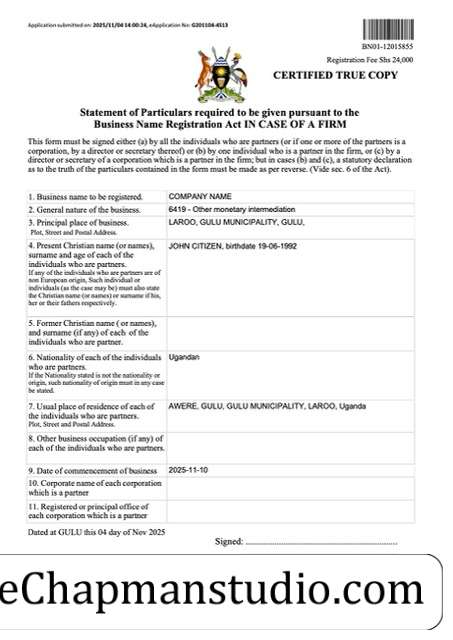 Application submitted on: 2025/11/04 14:00:24, eApplication No: G201104-4513
BN01-12015855
Registration Fee Shs 24,000
CERTIFIED TRUE COPY
Statement of Particulars required to be given pursuant to the
Business Name Registration Act IN CASE OF A FIRM
This form must be signed either (a) by all the individuals who are partners (or if one or more of the partners is a
corporation, by a director or secretary thereof) or (b) by one individual who is a partner in the firm, or (c) by a
director or secretary of a corporation which is a partner in the firm; but in cases (b) and (c), a statutory declaration
as to the truth of the particulars contained in the form must be made as per reverse. (Vide sec. 6 of the Act).
1. Business name to be registered. COMPANY NAME
2. General nature of the business. 6419 - Other monetary intermediation
3. Principal place of business. LAROO, GULU MUNICIPALITY, GULU,
Plot, Street and Postal Address.
4. Present Christian name (or names), JOHN CITIZEN, birthdate 19-06-1992
surname and age of each of the
individuals who are partners.
If any of the individuals who are partners are of
non European origin, Such individual or
individuals (as the case may be) must also state
the Christian name (or names) or surname if his,
her or their fathers respectively.
5. Former Christian name ( or names),
and surname (if any) of each of the
individuals who are partner.
6. Nationality of each of the individuals Ugandan
who are partners.
If the Nationality stated is not the nationality or
origin, such nationality of origin must in any case
be stated.
7. Usual place of residence of each of AWERE, GULU, GULU MUNICIPALITY, LAROO, Uganda
the individuals who are partners.
Plot, Street and Postal Address.
8. Other business occupation (if any) of
each of the individuals who are partners.
9. Date of commencement of business 2025-11-10
10. Corporate name of each corporation
which is a partner
11. Registered or principal office of
each corporation which is a partner
Dated at GULU this 04 day of Nov 2025
Signed: ................................................................
eChapmanstudio.com